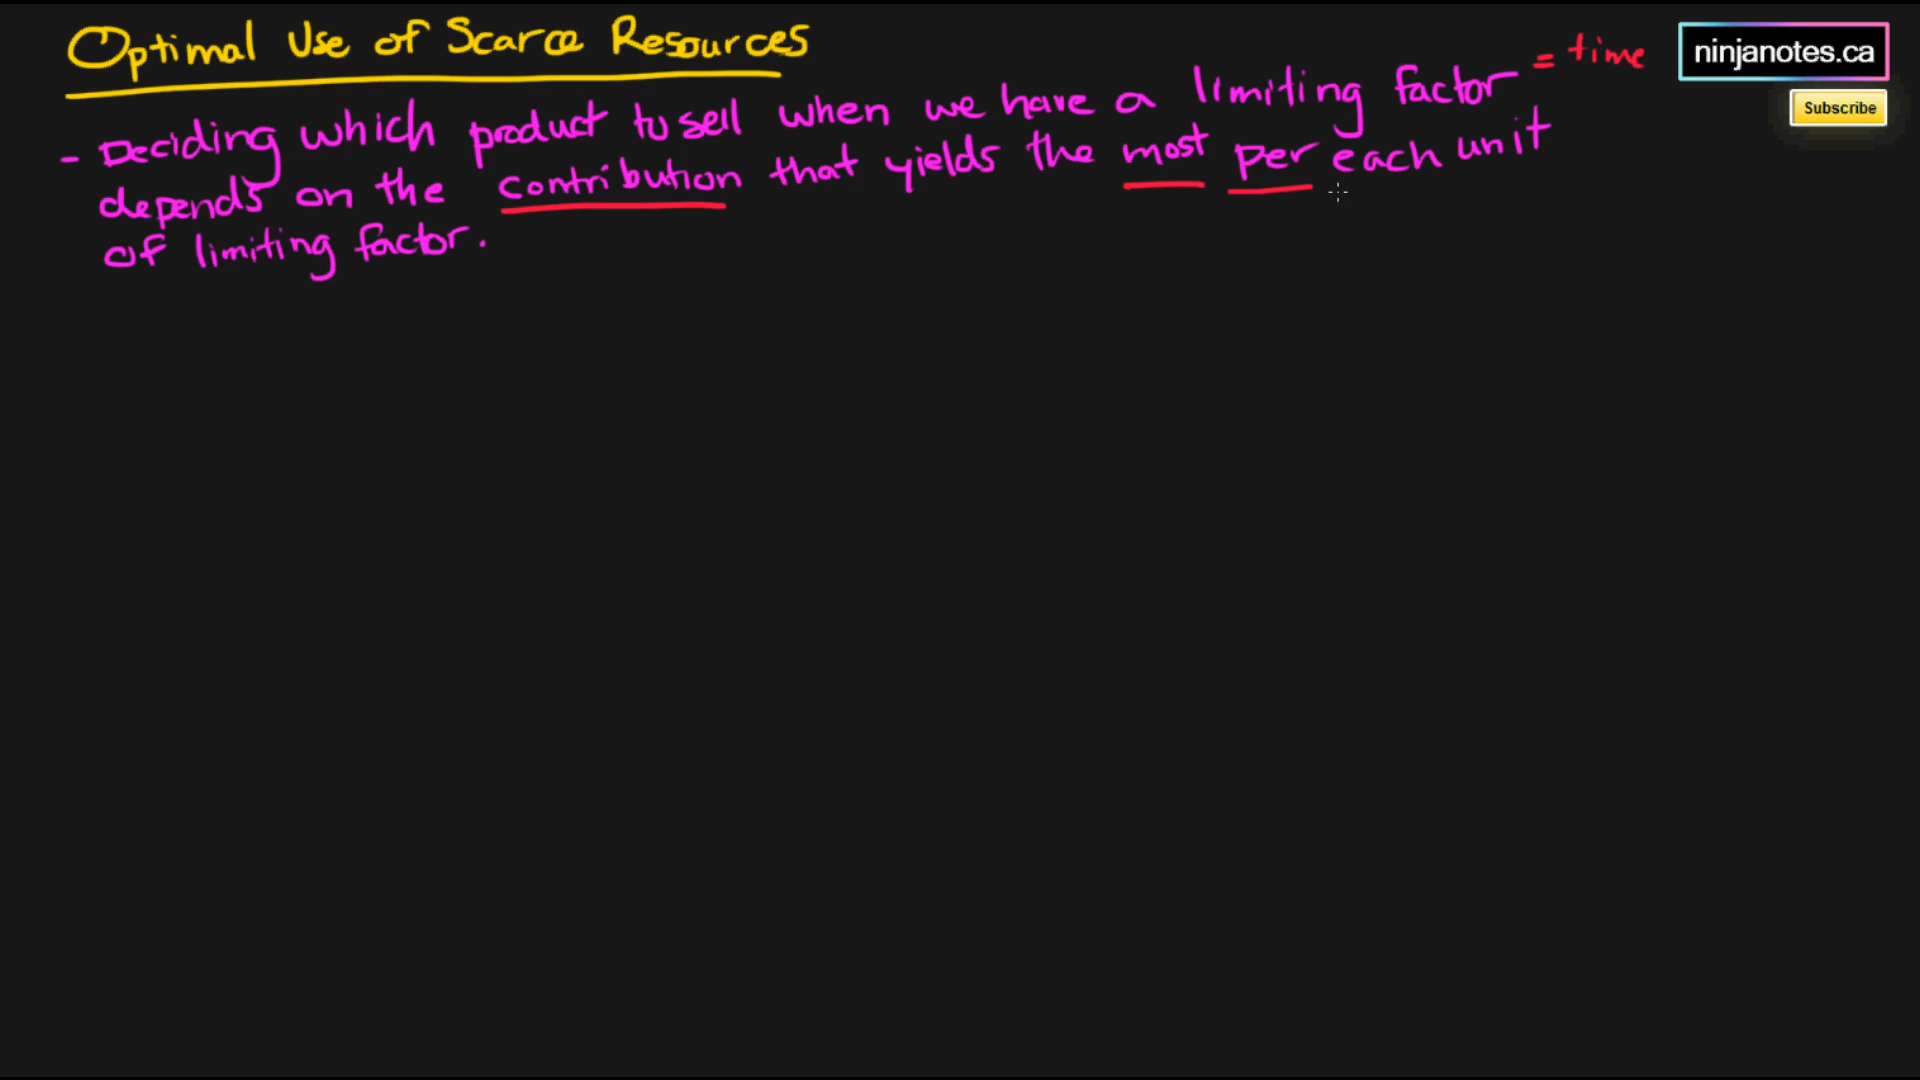 Optimal Use of Scarce Resources
- Deciding which product to sell when we have a limiting factor = time
depends on the contribution that yields the most per each unit
of limiting factor.
ninjanotes.ca
Subscribe